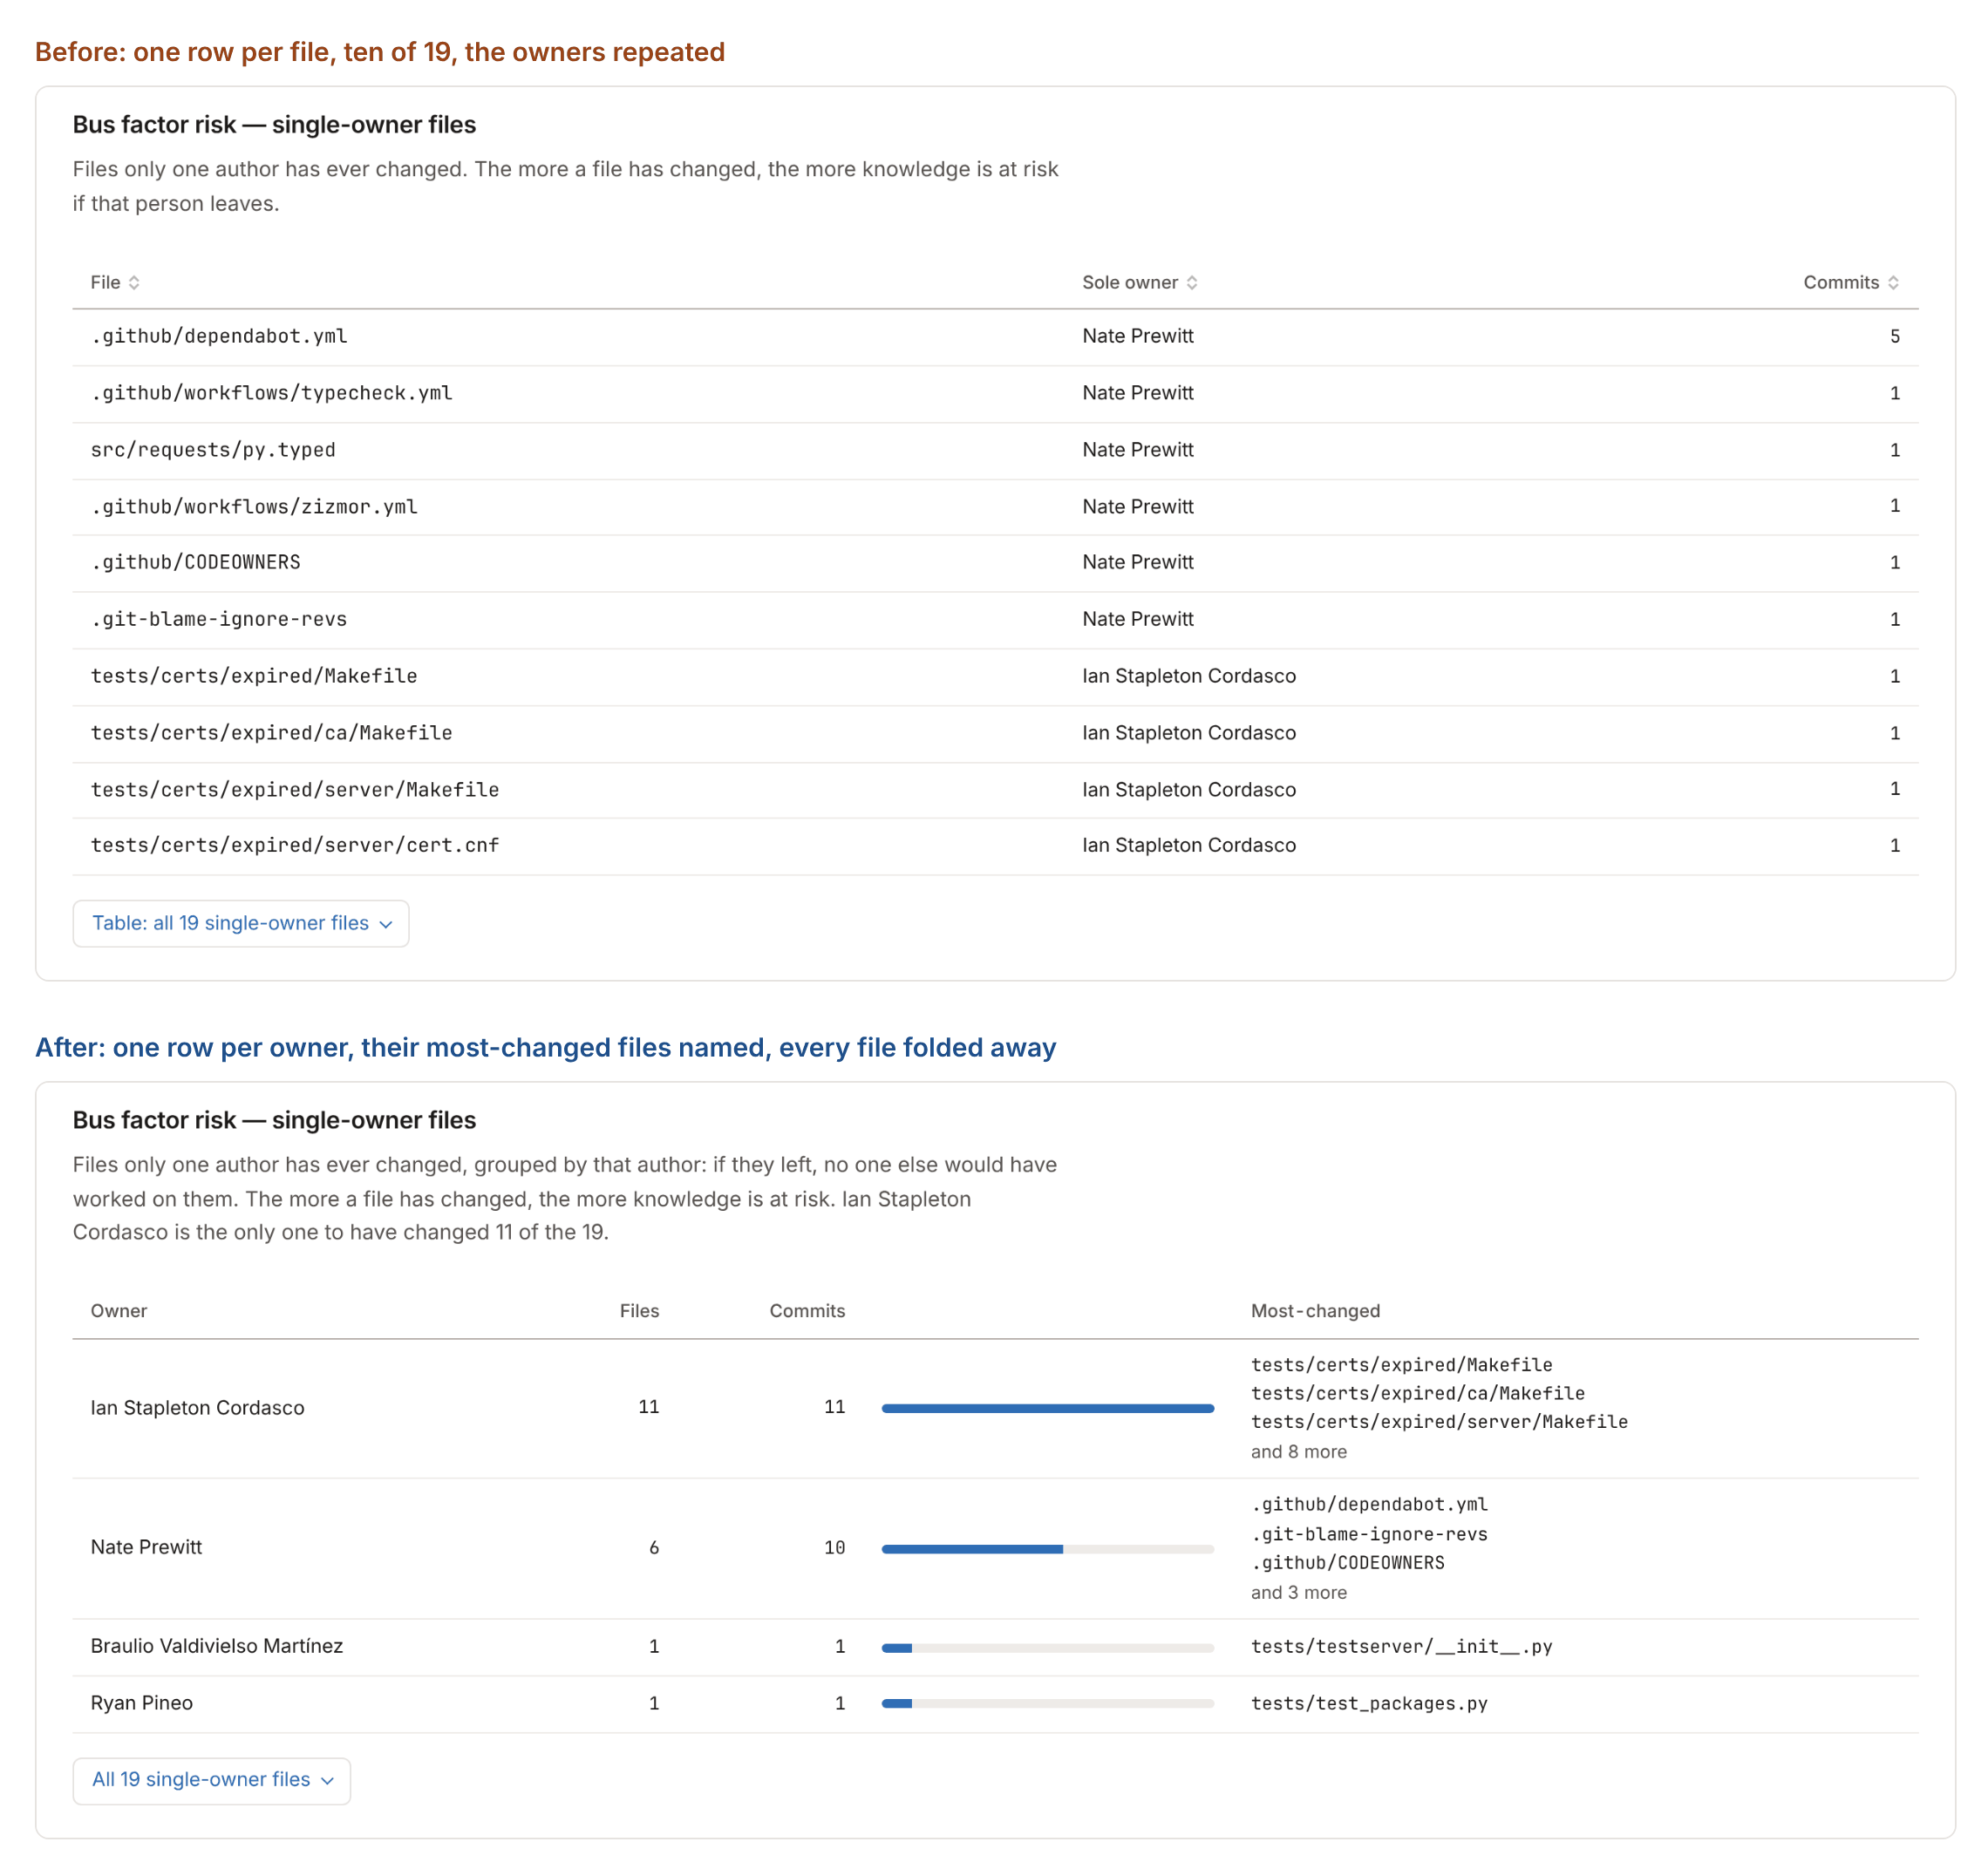 Before: one row per file, ten of 19, the owners repeated
Bus factor risk — single-owner files
Files only one author has ever changed. The more a file has changed, the more knowledge is at risk
if that person leaves.
File Sole owner Commits
.github/dependabot.yml Nate Prewitt 5
.github/workflows/typecheck.yml Nate Prewitt 1
src/requests/py.typed Nate Prewitt 1
.github/workflows/zizmor.yml Nate Prewitt 1
.github/CODEOWNERS Nate Prewitt 1
.git-blame-ignore-revs Nate Prewitt 1
tests/certs/expired/Makefile Ian Stapleton Cordasco 1
tests/certs/expired/ca/Makefile Ian Stapleton Cordasco 1
tests/certs/expired/server/Makefile Ian Stapleton Cordasco 1
tests/certs/expired/server/cert.cnf Ian Stapleton Cordasco 1
Table: all 19 single-owner files
After: one row per owner, their most-changed files named, every file folded away
Bus factor risk — single-owner files
Files only one author has ever changed, grouped by that author: if they left, no one else would have
worked on them. The more a file has changed, the more knowledge is at risk. Ian Stapleton
Cordasco is the only one to have changed 11 of the 19.
Owner Files Commits Most-changed
Ian Stapleton Cordasco 11 11 tests/certs/expired/Makefile
tests/certs/expired/ca/Makefile
tests/certs/expired/server/Makefile
and 8 more
Nate Prewitt 6 10 .github/dependabot.yml
.git-blame-ignore-revs
.github/CODEOWNERS
and 3 more
Braulio Valdivielso Martínez 1 1 tests/testserver/__init__.py
Ryan Pineo 1 1 tests/test_packages.py
All 19 single-owner files